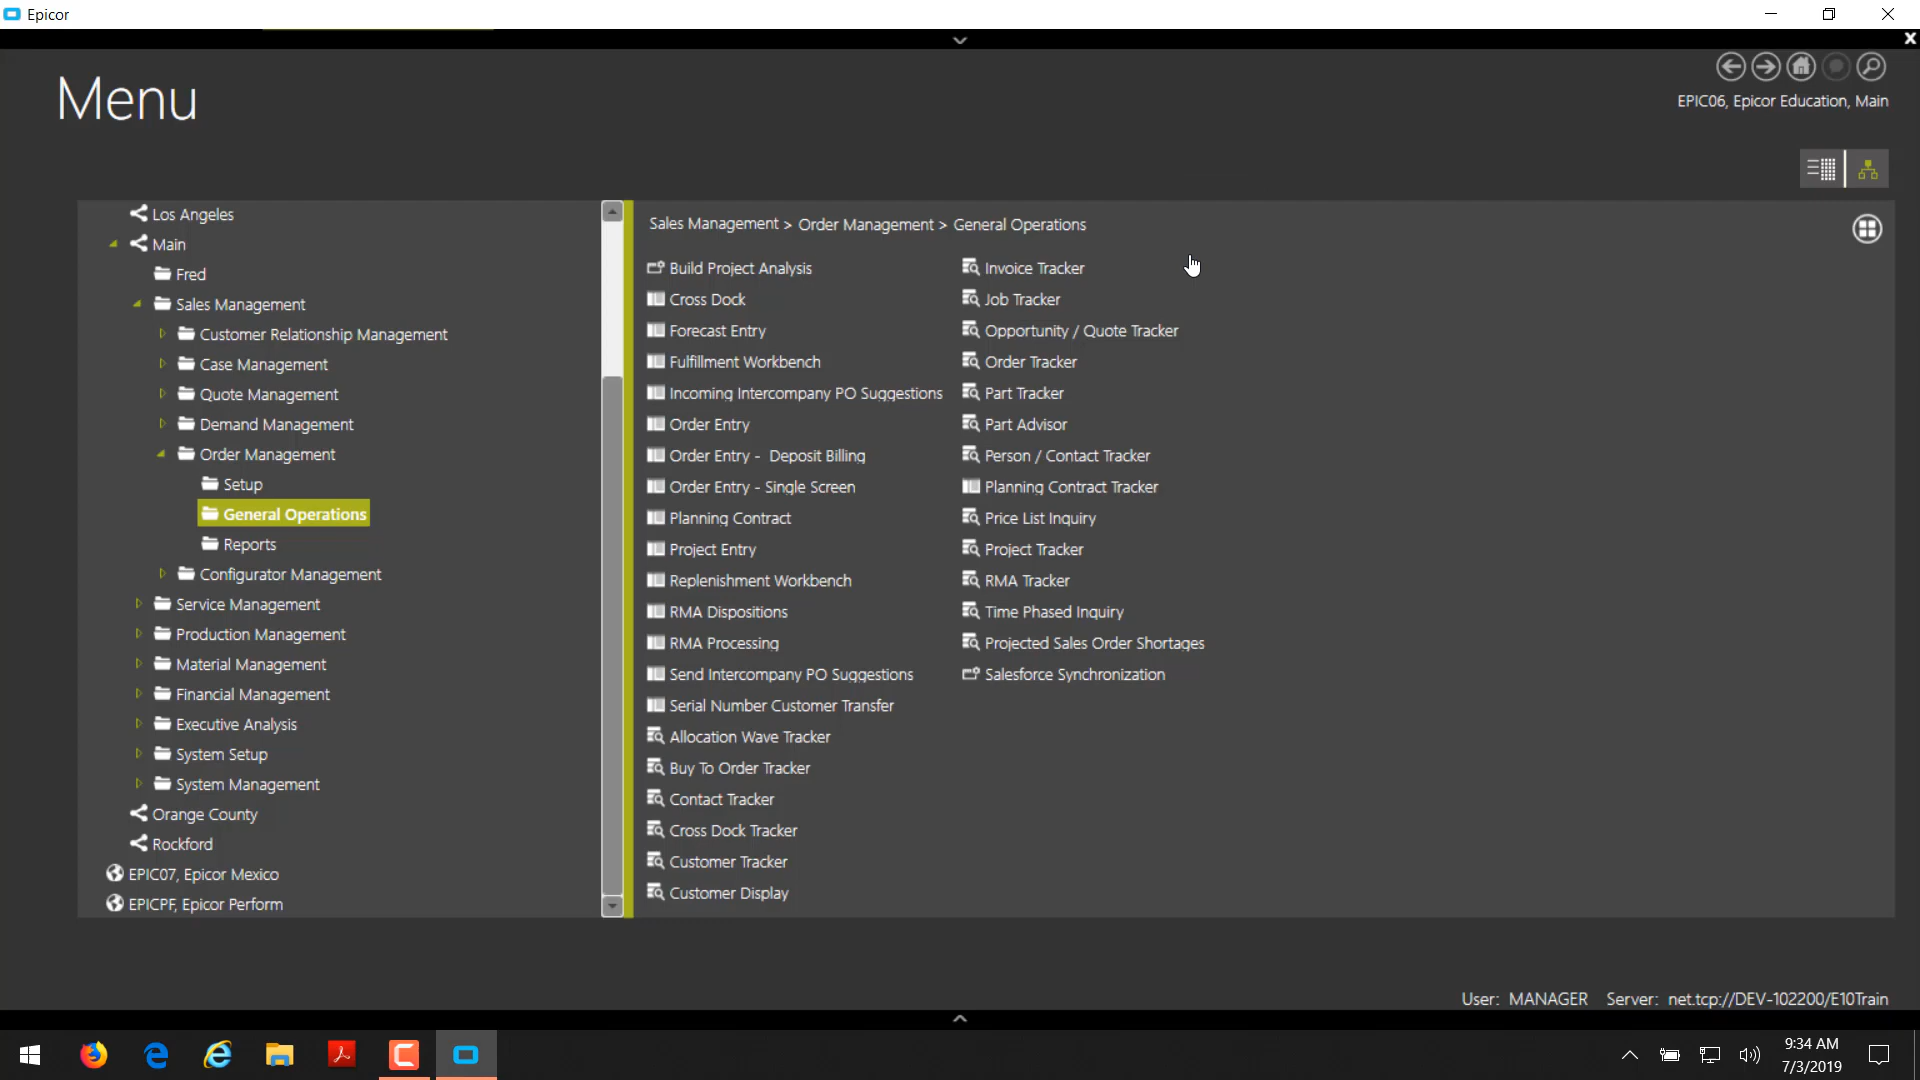 Epicor
X
Menu
EPIC06, Epicor Education, Main
Los Angeles
Main
Fred
Sales Management
Customer Relationship Management
Case Management
Quote Management
Demand Management
Order Management
Setup
General Operations
Reports
Configurator Management
Service Management
Production Management
Material Management
Financial Management
Executive Analysis
System Setup
System Management
Orange County
Rockford
EPIC07, Epicor Mexico
EPICPF, Epicor Perform
Sales Management > Order Management > General Operations
Build Project Analysis
Cross Dock
Forecast Entry
Fulfillment Workbench
Incoming Intercompany PO Suggestions
Order Entry
Order Entry - Deposit Billing
Order Entry - Single Screen
Planning Contract
Project Entry
Replenishment Workbench
RMA Dispositions
RMA Processing
Send Intercompany PO Suggestions
Serial Number Customer Transfer
Allocation Wave Tracker
Buy To Order Tracker
Contact Tracker
Cross Dock Tracker
Customer Tracker
Customer Display
Invoice Tracker
Job Tracker
Opportunity / Quote Tracker
Order Tracker
Part Tracker
Part Advisor
Person / Contact Tracker
Planning Contract Tracker
Price List Inquiry
Project Tracker
RMA Tracker
Time Phased Inquiry
Projected Sales Order Shortages
Salesforce Synchronization
User: MANAGER Server: net.tcp://DEV-102200/E10Train
9:34 AM
7/3/2019